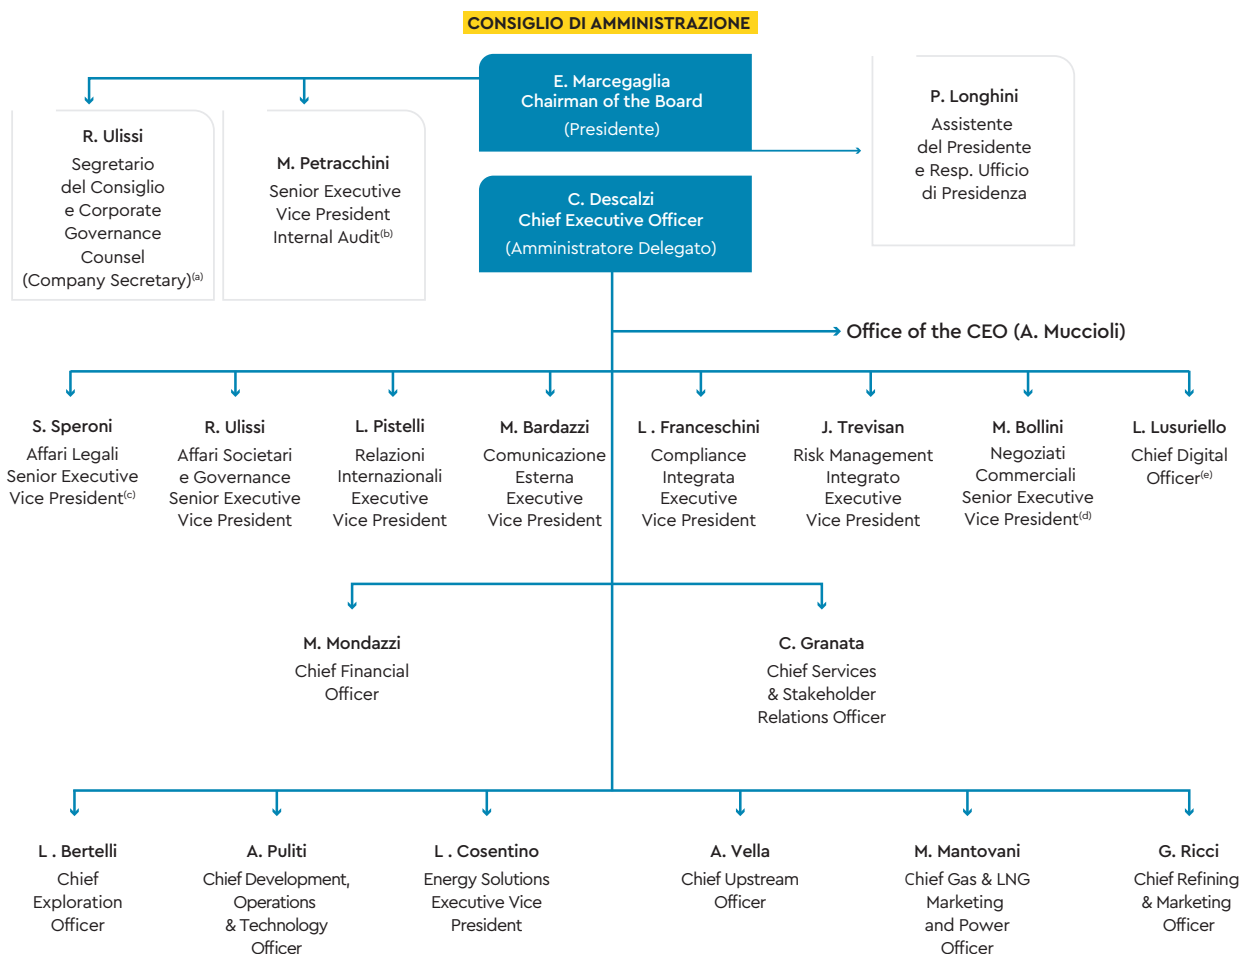 CONSIGLIO DI AMMINISTRAZIONE
E. Marcegaglia
Chairman of the Board
(Presidente)
P. Longhini
Assistente
del Presidente
e Resp. Ufficio
di Presidenza
R. Ulissi
Segretario
del Consiglio
e Corporate
Governance
Counsel
(Company Secretary)(a)
M. Petracchini
Senior Executive
Vice President
Internal Audit(b)
C. Descalzi
Chief Executive Officer
(Amministratore Delegato)
Office of the CEO (A. Muccioli)
S. Speroni
Affari Legali
Senior Executive
Vice President(c)
R. Ulissi
Affari Societari
e Governance
Senior Executive
Vice President
L. Pistelli
Relazioni
Internazionali
Executive
Vice President
M. Bardazzi
Comunicazione
Esterna
Executive
Vice President
L . Franceschini
Compliance
Integrata
Executive
Vice President
J. Trevisan
Risk Management
Integrato
Executive
Vice President
M. Bollini
Negoziati
Commerciali
Senior Executive
Vice President(d)
L. Lusuriello
Chief Digital
Officer(e)
M. Mondazzi
Chief Financial
Officer
C. Granata
Chief Services
& Stakeholder
Relations Officer
L . Bertelli
Chief
Exploration
Officer
A. Puliti
Chief Development,
Operations
& Technology
Officer
L . Cosentino
Energy Solutions
Executive Vice
President
A. Vella
Chief Upstream
Officer
M. Mantovani
Chief Gas & LNG
Marketing
and Power
Officer
G. Ricci
Chief Refining
& Marketing
Officer